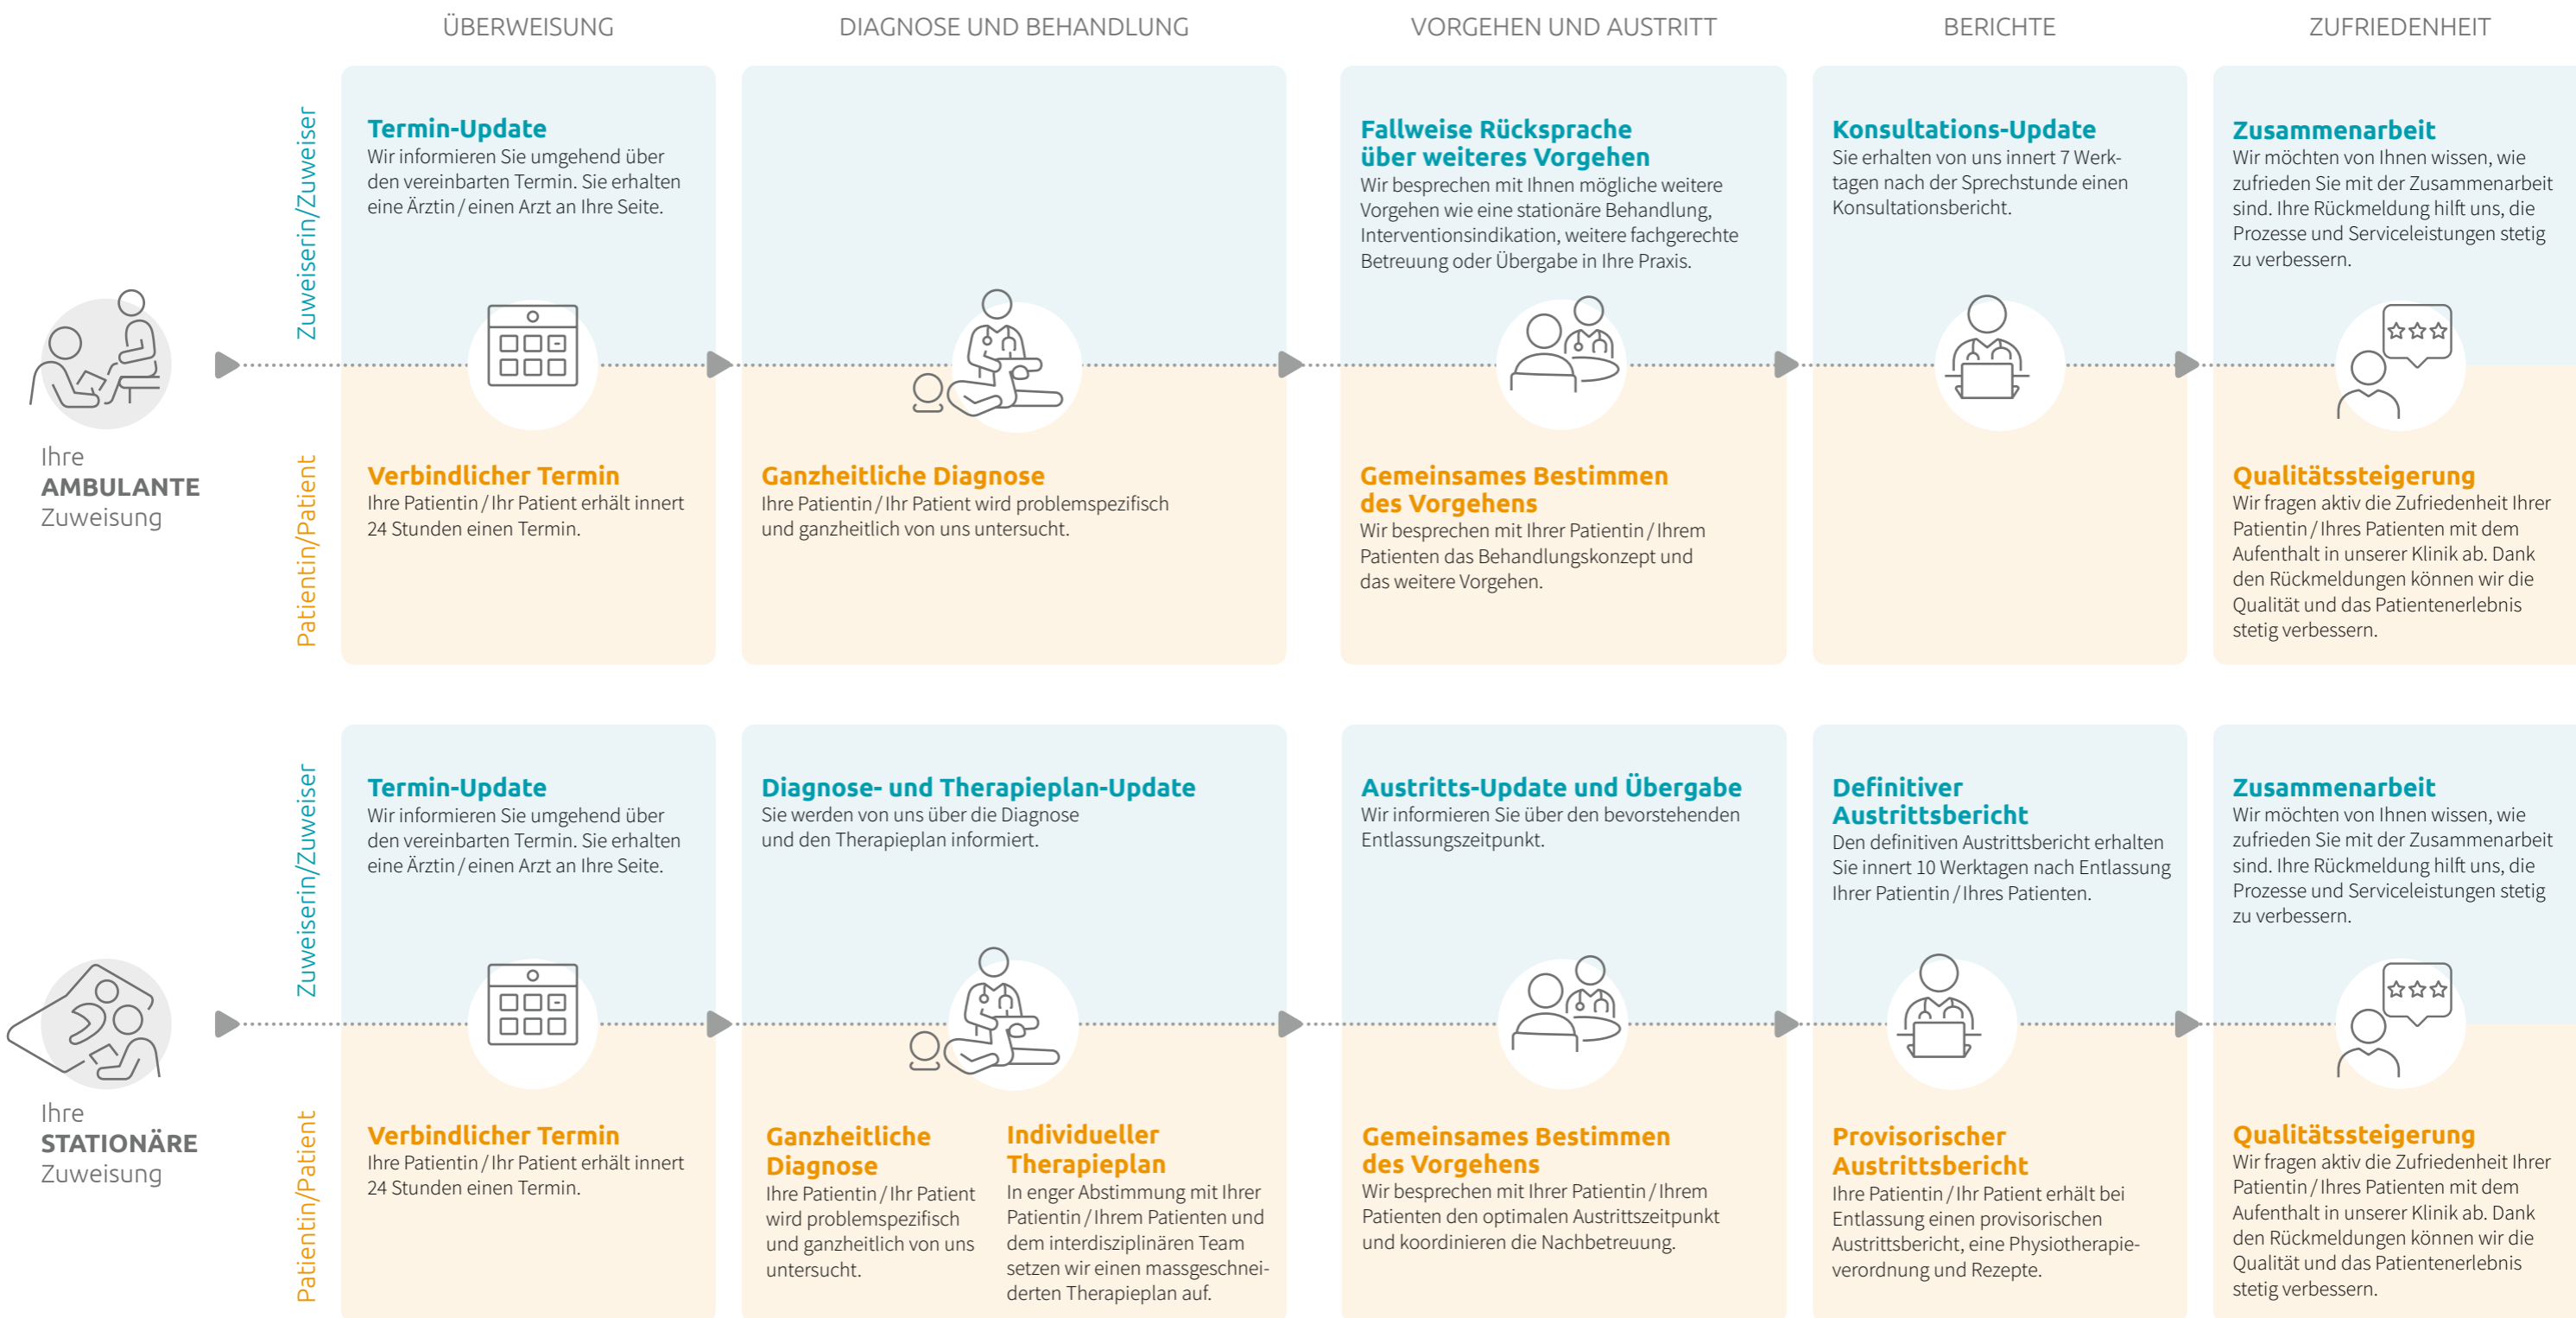 ÜBERWEISUNG
DIAGNOSE UND BEHANDLUNG
VORGEHEN UND AUSTRITT
BERICHTE
ZUFRIEDENHEIT
Ihre
AMBULANTE
Zuweisung
Zuweiserin/Zuweiser
Termin-Update
Wir informieren Sie umgehend über
den vereinbarten Termin. Sie erhalten
eine Ärztin / einen Arzt an Ihre Seite.
Fallweise Rücksprache
über weiteres Vorgehen
Wir besprechen mit Ihnen mögliche weitere
Vorgehen wie eine stationäre Behandlung,
Interventionsindikation, weitere fachgerechte
Betreuung oder Übergabe in Ihre Praxis.
Konsultations-Update
Sie erhalten von uns innert 7 Werk-
tagen nach der Sprechstunde einen
Konsultationsbericht.
Zusammenarbeit
Wir möchten von Ihnen wissen, wie
zufrieden Sie mit der Zusammenarbeit
sind. Ihre Rückmeldung hilft uns, die
Prozesse und Serviceleistungen stetig
zu verbessern.
Patientin/Patient
Verbindlicher Termin
Ihre Patientin / Ihr Patient erhält innert
24 Stunden einen Termin.
Ganzheitliche Diagnose
Ihre Patientin / Ihr Patient wird problemspezifisch
und ganzheitlich von uns untersucht.
Gemeinsames Bestimmen
des Vorgehens
Wir besprechen mit Ihrer Patientin / Ihrem
Patienten das Behandlungskonzept und
das weitere Vorgehen.
Qualitätssteigerung
Wir fragen aktiv die Zufriedenheit Ihrer
Patientin / Ihres Patienten mit dem
Aufenthalt in unserer Klinik ab. Dank
den Rückmeldungen können wir die
Qualität und das Patientenerlebnis
stetig verbessern.
Ihre
STATIONÄRE
Zuweisung
Zuweiserin/Zuweiser
Termin-Update
Wir informieren Sie umgehend über
den vereinbarten Termin. Sie erhalten
eine Ärztin / einen Arzt an Ihre Seite.
Diagnose- und Therapieplan-Update
Sie werden von uns über die Diagnose
und den Therapieplan informiert.
Austritts-Update und Übergabe
Wir informieren Sie über den bevorstehenden
Entlassungszeitpunkt.
Definitiver
Austrittsbericht
Den definitiven Austrittsbericht erhalten
Sie innert 10 Werktagen nach Entlassung
Ihrer Patientin / Ihres Patienten.
Zusammenarbeit
Wir möchten von Ihnen wissen, wie
zufrieden Sie mit der Zusammenarbeit
sind. Ihre Rückmeldung hilft uns, die
Prozesse und Serviceleistungen stetig
zu verbessern.
Patientin/Patient
Verbindlicher Termin
Ihre Patientin / Ihr Patient erhält innert
24 Stunden einen Termin.
Ganzheitliche
Diagnose
Ihre Patientin / Ihr Patient
wird problemspezifisch
und ganzheitlich von uns
untersucht.
Individueller
Therapieplan
In enger Abstimmung mit Ihrer
Patientin / Ihrem Patienten und
dem interdisziplinären Team
setzen wir einen massgeschnei-
derten Therapieplan auf.
Gemeinsames Bestimmen
des Vorgehens
Wir besprechen mit Ihrer Patientin / Ihrem
Patienten den optimalen Austrittszeitpunkt
und koordinieren die Nachbetreuung.
Provisorischer
Austrittsbericht
Ihre Patientin / Ihr Patient erhält bei
Entlassung einen provisorischen
Austrittsbericht, eine Physiotherapie-
verordnung und Rezepte.
Qualitätssteigerung
Wir fragen aktiv die Zufriedenheit Ihrer
Patientin / Ihres Patienten mit dem
Aufenthalt in unserer Klinik ab. Dank
den Rückmeldungen können wir die
Qualität und das Patientenerlebnis
stetig verbessern.